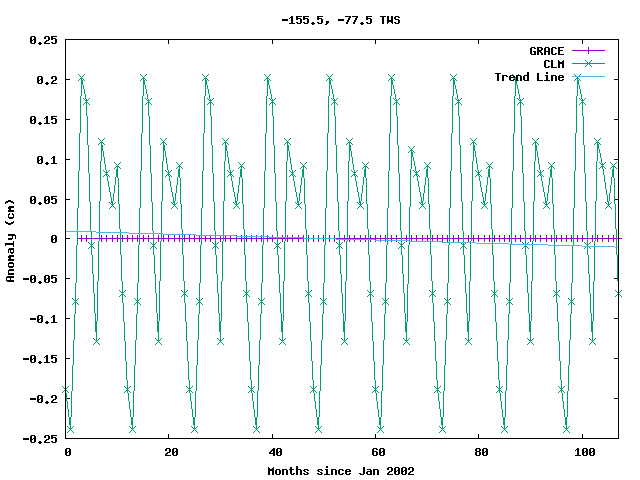 -155.5, -77.5 TWS
0.25
0.2
0.15
0.1
0.05
0
-0.05
-0.1
-0.15
-0.2
-0.25
Anomaly (cm)
GRACE
CLM
Trend Line
0 20 40 60 80 100
Months since Jan 2002